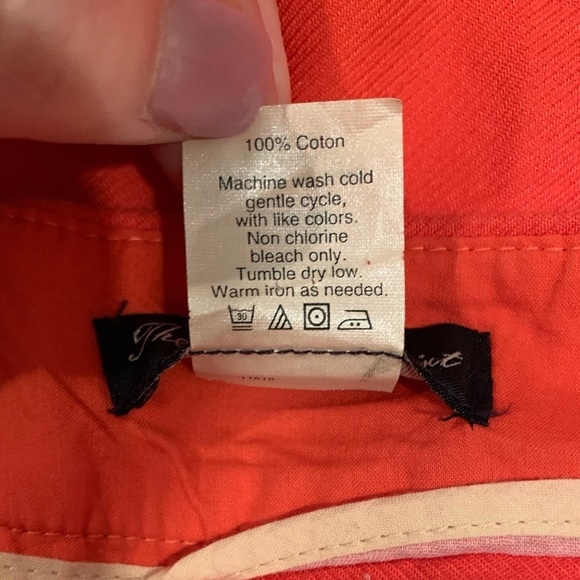 100% Coton
Machine wash cold
gentle cycle,
with like colors.
Non chlorine
bleach only.
Tumble dry low.
Warm iron as needed.
30
The